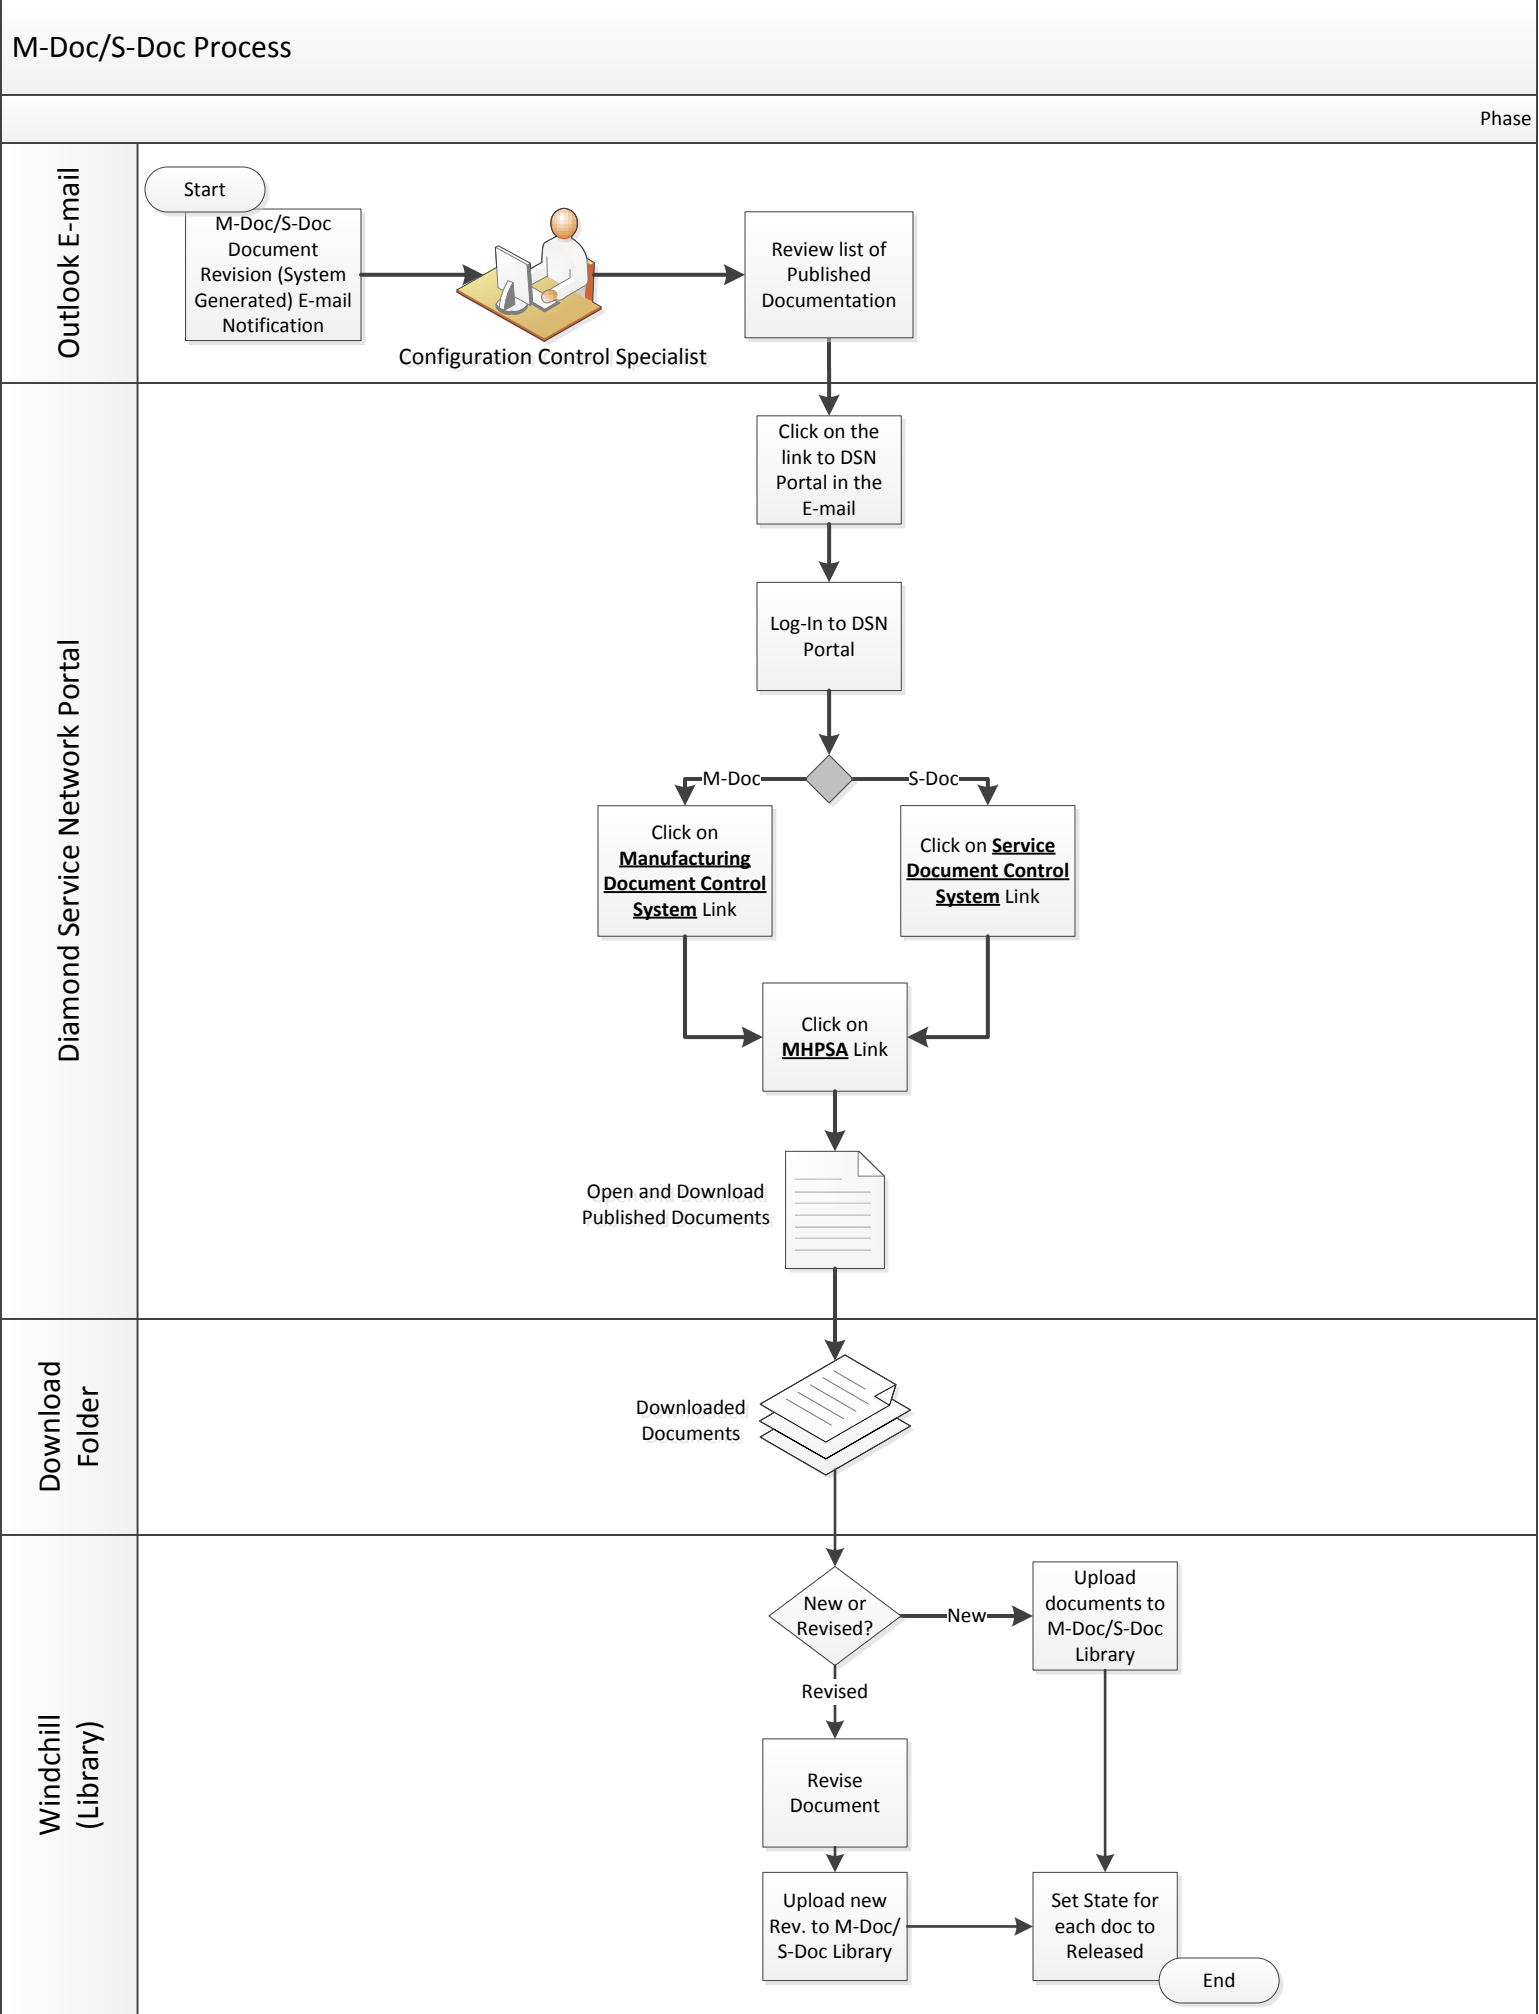 M-Doc/S-Doc Process
Phase
Outlook E-mail
Start
M-Doc/S-Doc
Document
Revision (System
Generated) E-mail
Notification
Configuration Control Specialist
Review list of
Published
Documentation
Diamond Service Network Portal
Click on the
link to DSN
Portal in the
E-mail
Log-In to DSN
Portal
M-Doc
S-Doc
Click on
Manufacturing
Document Control
System Link
Click on Service
Document Control
System Link
Click on
MHPSA Link
Open and Download
Published Documents
Download
Folder
Downloaded
Documents
Windchill
(Library)
New or
Revised?
New
Upload
documents to
M-Doc/S-Doc
Library
Revised
Revise
Document
Upload new
Rev. to M-Doc/
S-Doc Library
Set State for
each doc to
Released
End